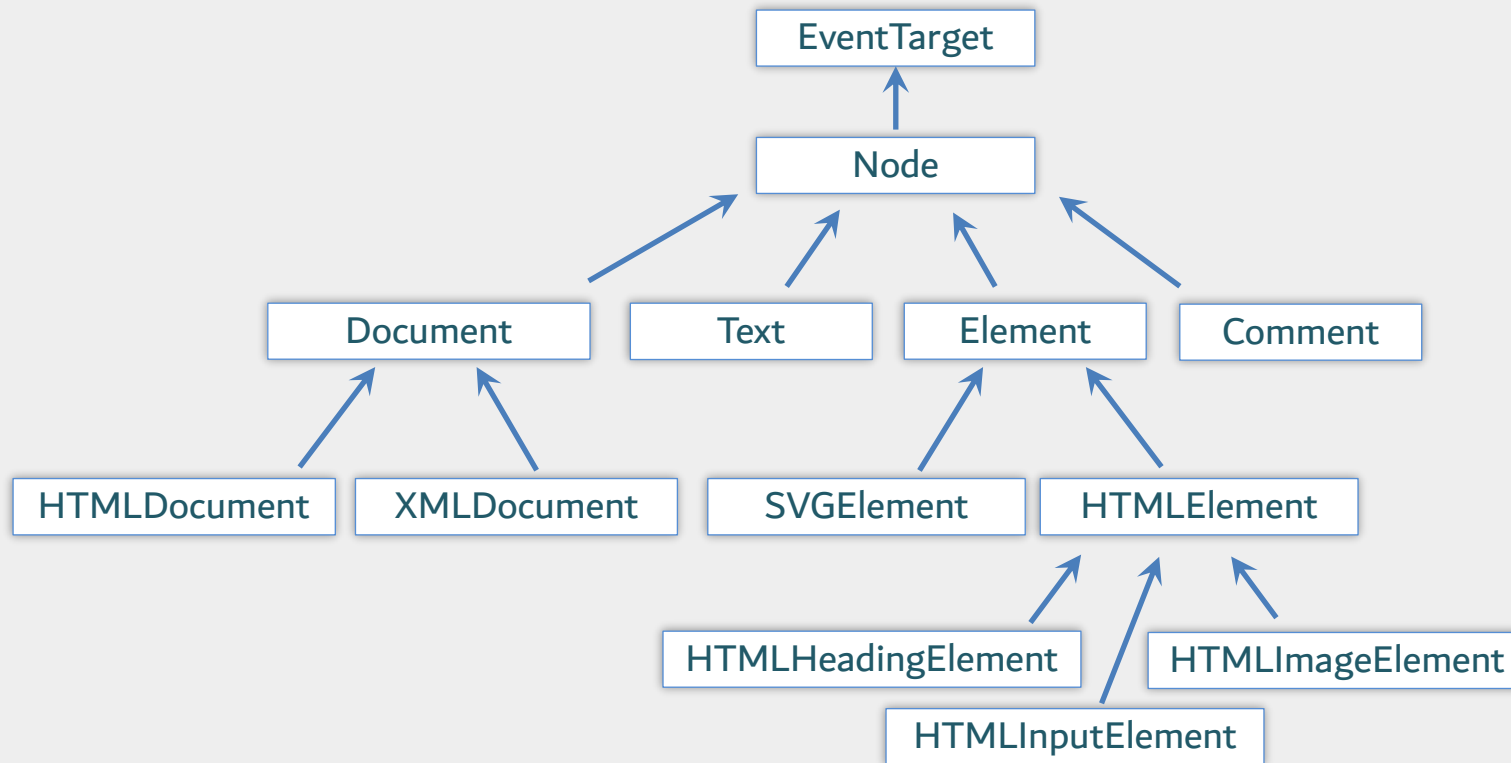 EventTarget
Node
Document
Text
Element
Comment
HTMLDocument
XMLDocument
SVGElement
HTMLElement
HTMLHeadingElement
HTMLImageElement
HTMLInputElement